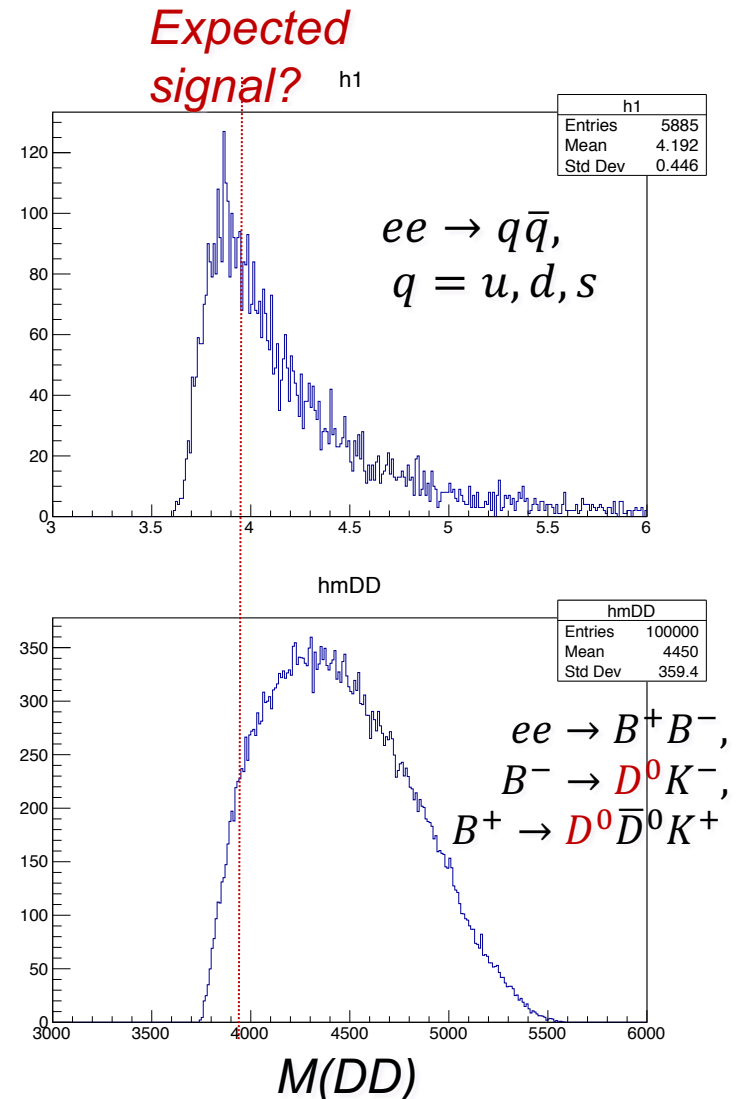 Expected
signal?
h1
h1
Entries 5885
Mean 4.192
Std Dev 0.446
120
100
80
60
40
20
0
3 3.5 4 4.5 5 5.5 6
ee → qq̄,
q = u, d, s
hmDD
hmDD
Entries 100000
Mean 4450
Std Dev 359.4
350
300
250
200
150
100
50
0
3000 3500 4000 4500 5000 5500 6000
ee → B⁺B⁻,
B⁻ → D⁰K⁻,
B⁺ → D⁰D̄⁰K⁺
M(DD)